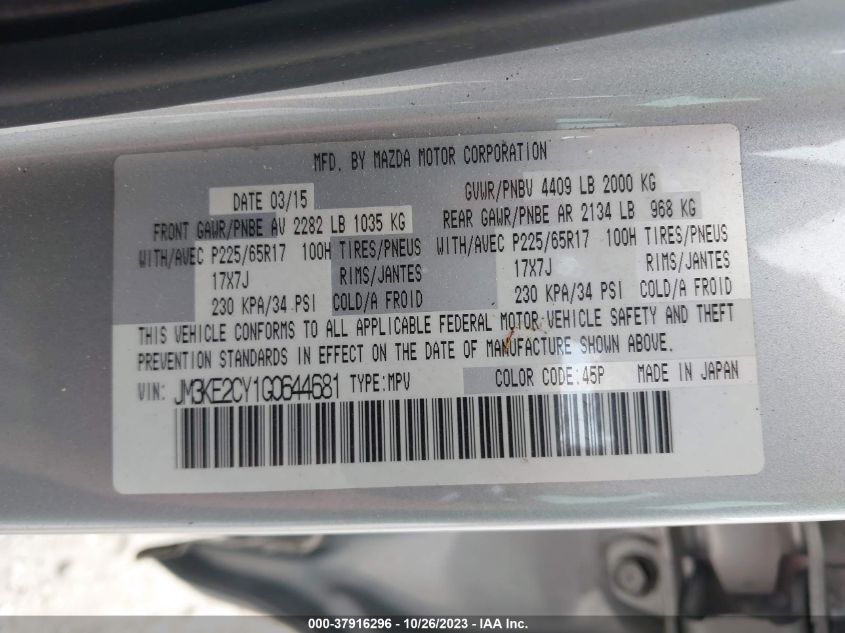 MFD. BY MAZDA MOTOR CORPORATION
DATE 03/15 GVWR/PNBV 4409 LB 2000 KG
FRONT GAWR/PNBE AV 2282 LB 1035 KG REAR GAWR/PNBE AR 2134 LB 968 KG
WITH/AVEC P225/65R17 100H TIRES/PNEUS WITH/AVEC P225/65R17 100H TIRES/PNEUS
17X7J RIMS/JANTES 17X7J RIMS/JANTES
230 KPA/34 PSI COLD/A FROID 230 KPA/34 PSI COLD/A FROID
THIS VEHICLE CONFORMS TO ALL APPLICABLE FEDERAL MOTOR-VEHICLE SAFETY AND THEFT
PREVENTION STANDARDS IN EFFECT ON THE DATE OF MANUFACTURE SHOWN ABOVE.
VIN: JM3KE2CY1G0644681 TYPE:MPV COLOR CODE:45P MADE IN JAPAN
000-37916296 - 10/26/2023 - IMPACT AUCTIONS, LLC.